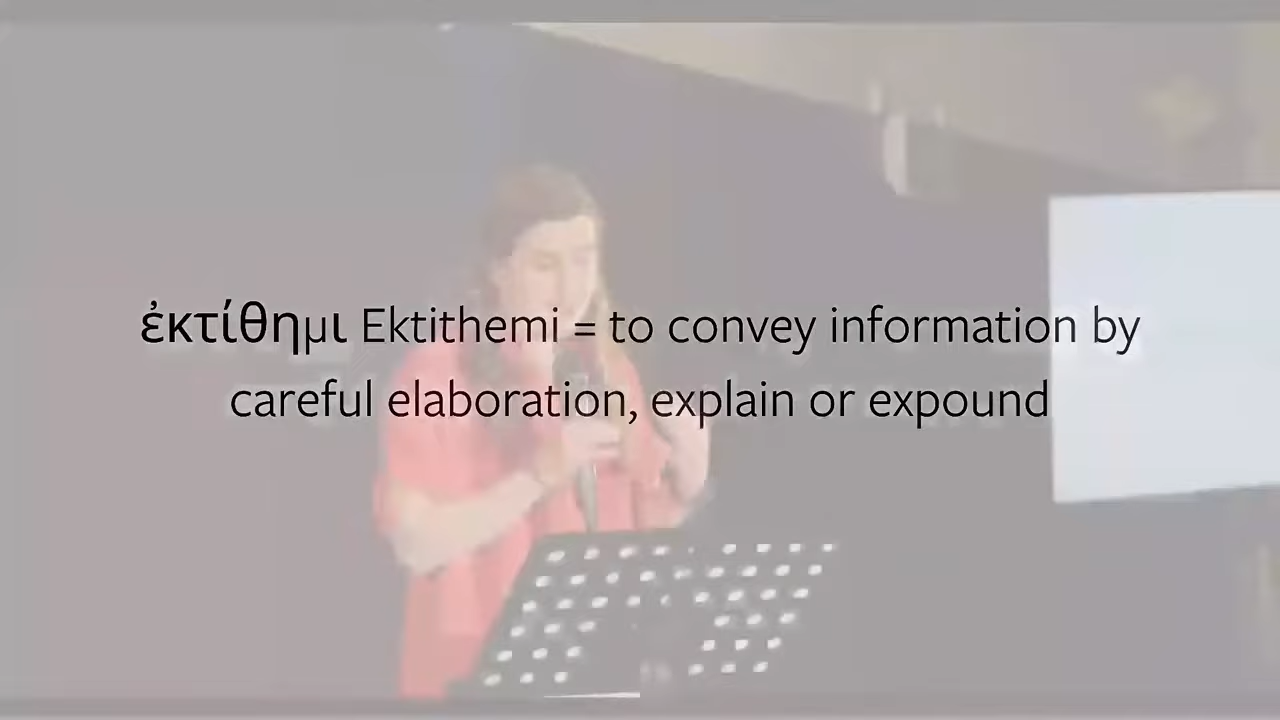 ἐκτίθημι Ektithemi = to convey information by
careful elaboration, explain or expound